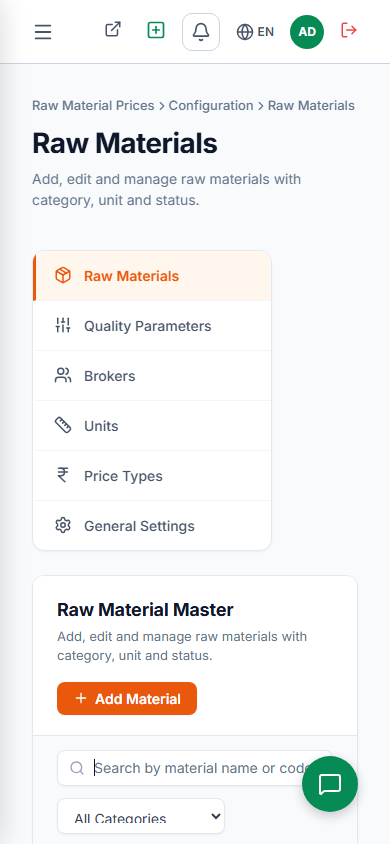 EN
AD
Raw Material Prices > Configuration > Raw Materials
Raw Materials
Add, edit and manage raw materials with
category, unit and status.
Raw Materials
Quality Parameters
Brokers
Units
Price Types
General Settings
Raw Material Master
Add, edit and manage raw materials with
category, unit and status.
+ Add Material
Search by material name or code
All Categories